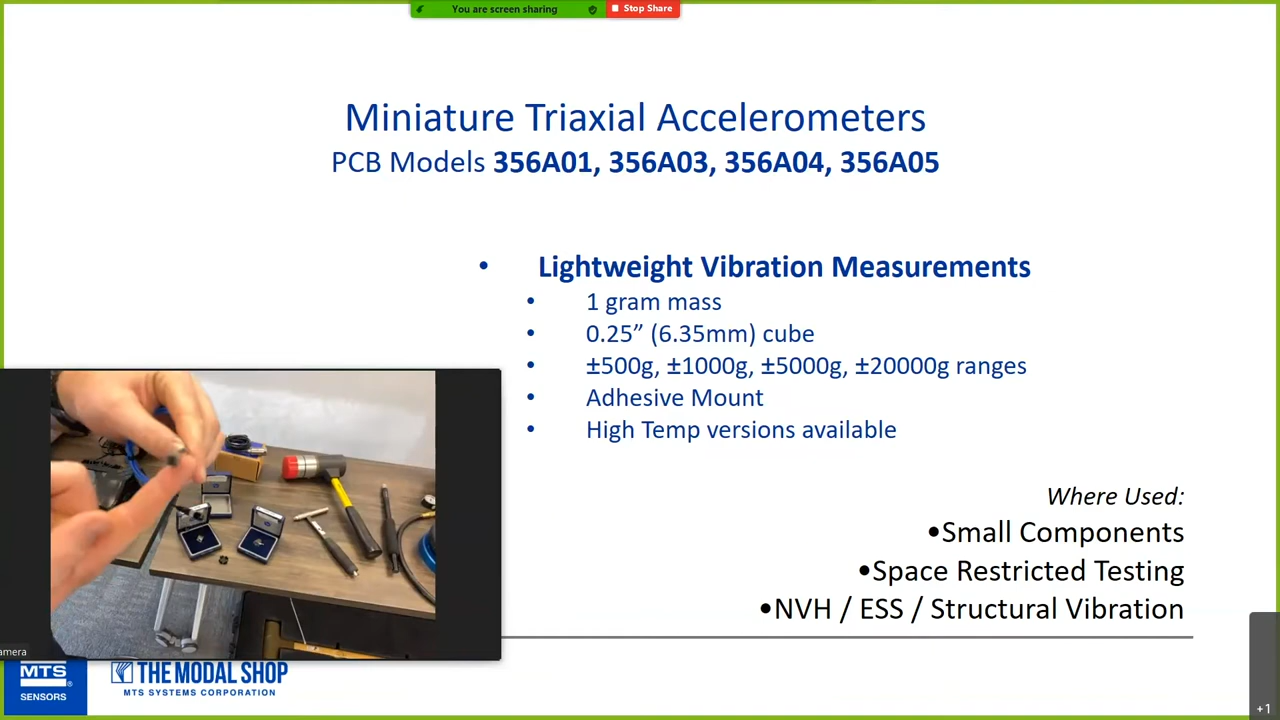 You are screen sharing
Stop Share
Miniature Triaxial Accelerometers
PCB Models 356A01, 356A03, 356A04, 356A05
• Lightweight Vibration Measurements
• 1 gram mass
• 0.25” (6.35mm) cube
• ±500g, ±1000g, ±5000g, ±20000g ranges
• Adhesive Mount
• High Temp versions available
Where Used:
•Small Components
•Space Restricted Testing
•NVH / ESS / Structural Vibration
amera
MTS®
SENSORS
THE MODAL SHOP
MTS SYSTEMS CORPORATION
+1